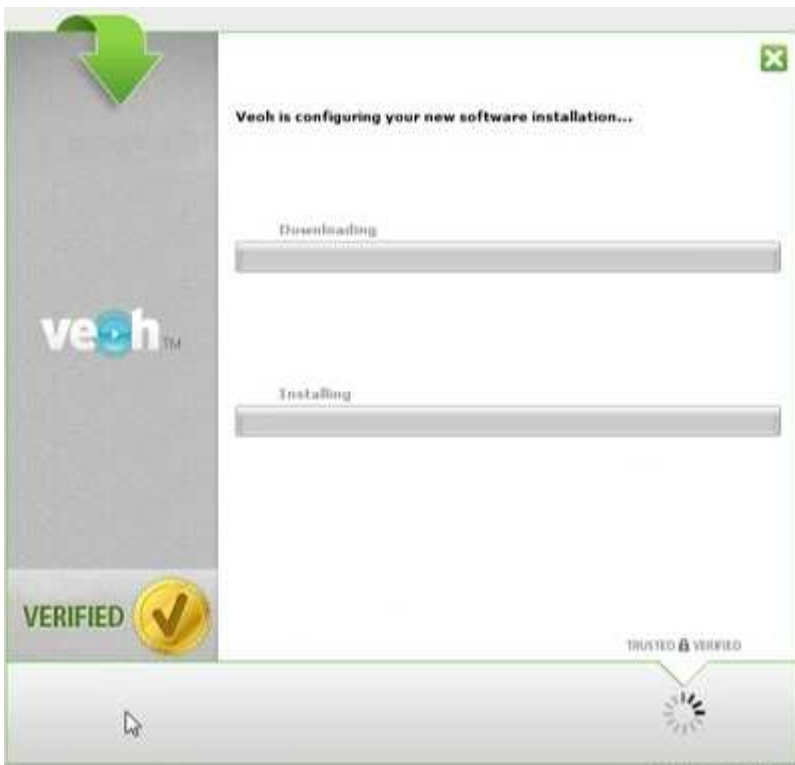 Veoh is configuring your new software installation...
Downloading
veoh TM
Installing
VERIFIED
TRUSTED VERIFIED